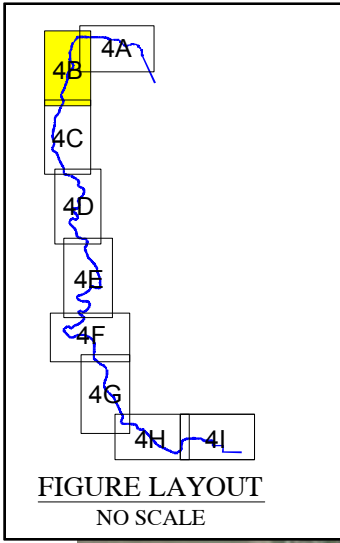 4A
4B
4C
4D
4E
4F
4G
4H 4I
FIGURE LAYOUT
NO SCALE